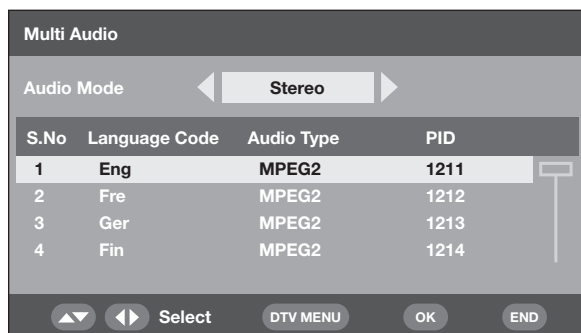 Multi Audio
Audio Mode Stereo
S.No Language Code Audio Type PID
1 Eng MPEG2 1211
2 Fre MPEG2 1212
3 Ger MPEG2 1213
4 Fin MPEG2 1214
Select DTV MENU OK END